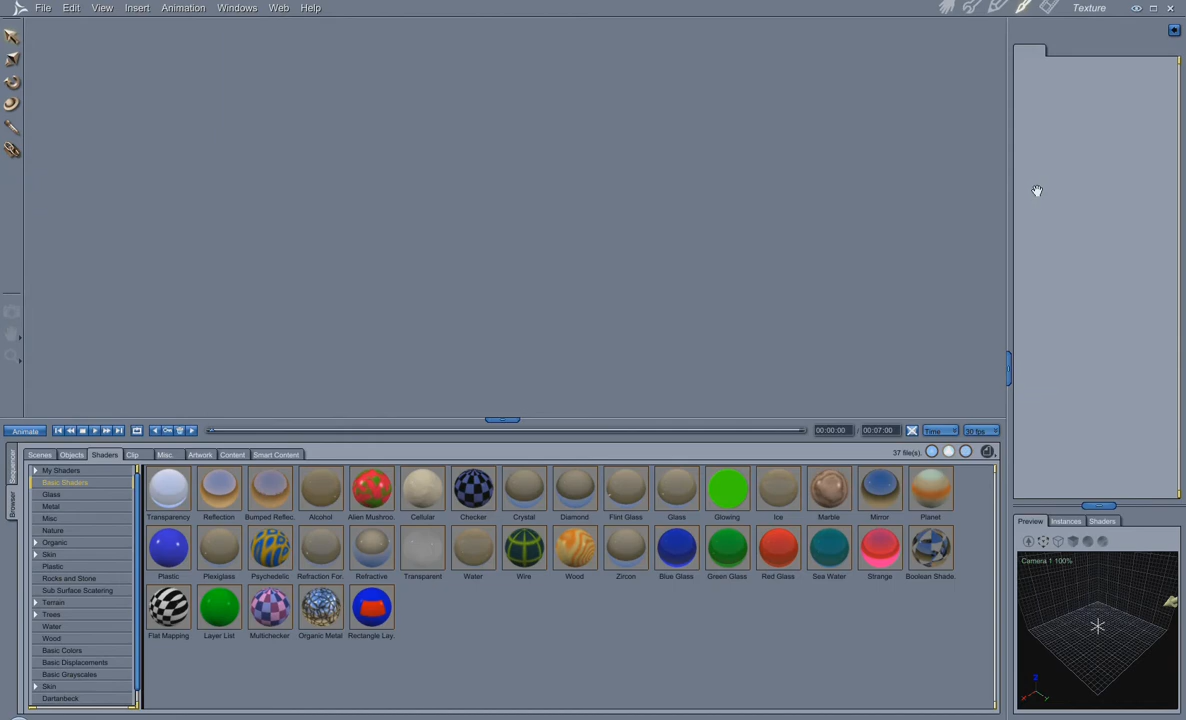 File Edit View Insert Animation Windows Web Help Texture
Animate 00:00:00 / 00:07:00 Time 30 fps
Sequencer
Browser
Scenes Objects Shaders Clip Misc. Artwork Content Smart Content 37 file(s).
My Shaders
Basic Shaders
Glass
Metal
Misc
Nature
Organic
Skin
Plastic
Rocks and Stone
Sub Surface Scatering
Terrain
Trees
Water
Wood
Basic Colors
Basic Displacements
Basic Grayscales
Skin
Dartanbeck
Transparency Reflection Bumped Reflec. Alcohol Alien Mushroo. Cellular Checker Crystal Diamond Flint Glass Glass Glowing Ice Marble Mirror Planet
Plastic Plexiglass Psychedelic Refraction For. Refractive Transparent Water Wire Wood Zircon Blue Glass Green Glass Red Glass Sea Water Strange Boolean Shade.
Flat Mapping Layer List Multichecker Organic Metal Rectangle Lay.
Preview Instances Shaders
Camera 1 100%
Z
X
Y